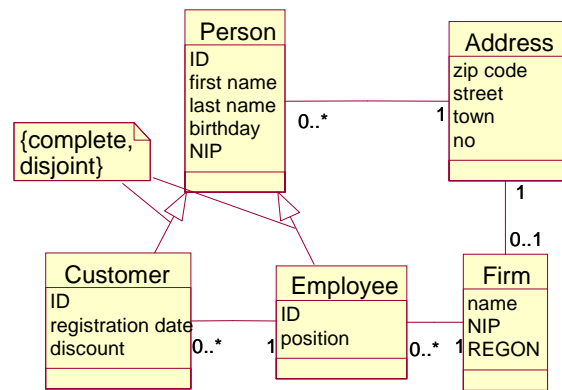 Person
ID
first name
last name
birthday
NIP
Address
zip code
street
town
no
0..*
1
{complete,
disjoint}
1
0..1
Customer
ID
registration date
discount
0..*
1
Employee
ID
position
0..*
1
Firm
name
NIP
REGON